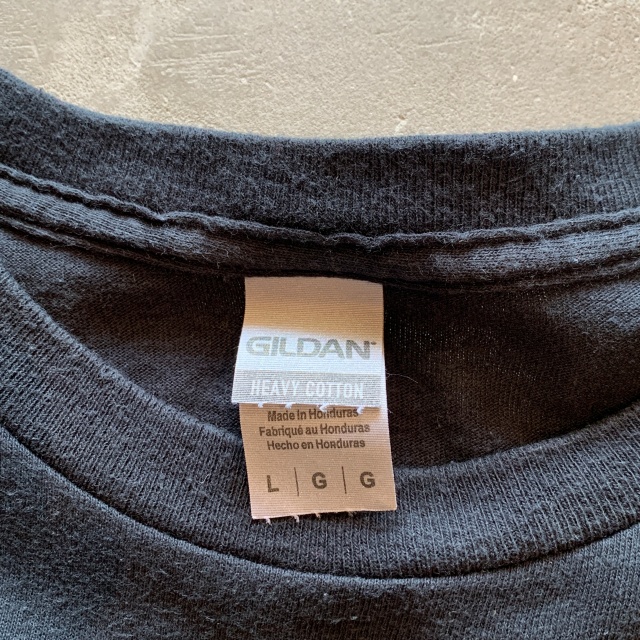 GILDAN
HEAVY COTTON
Made in Honduras
Fabriqué au Honduras
Hecho en Honduras
L | G | G